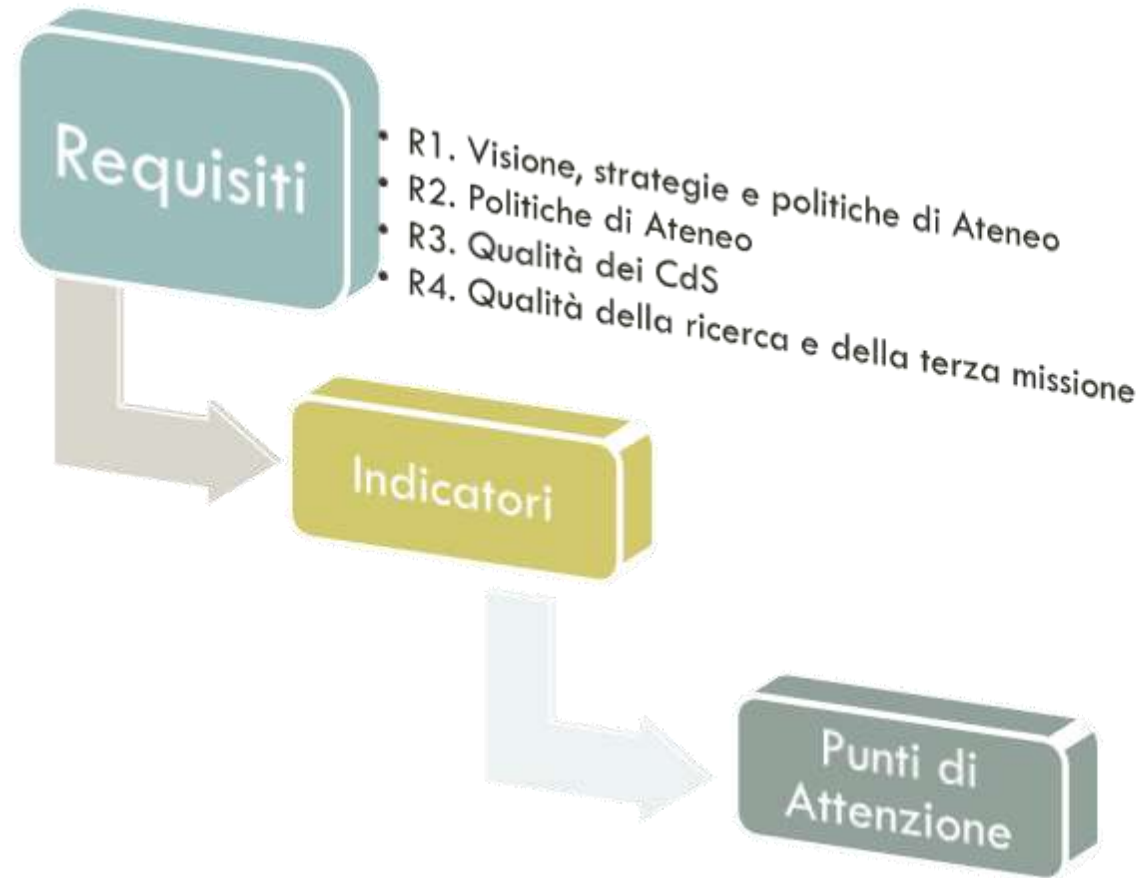 Requisiti
• R1. Visione, strategie e politiche di Ateneo
• R2. Politiche di Ateneo
• R3. Qualità dei CdS
• R4. Qualità della ricerca e della terza missione
Indicatori
Punti di
Attenzione